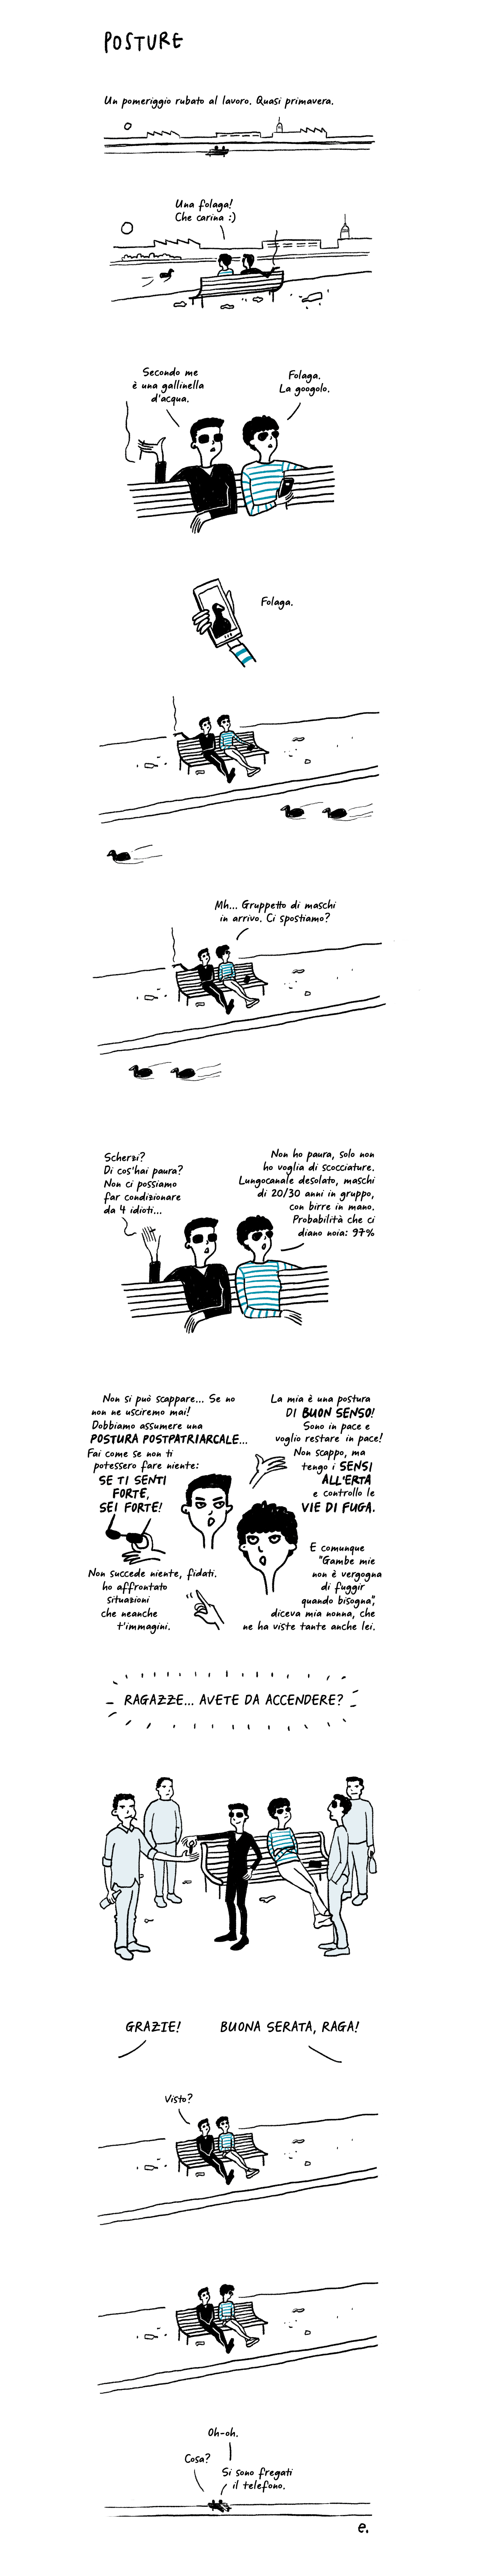 POSTURE
Un pomeriggio rubato al lavoro. Quasi primavera.
Una folaga!
Che carina :)
Secondo me
è una gallinella
d'acqua.
Folaga.
La googolo.
Folaga.
Mh... Gruppetto di maschi
in arrivo. Ci spostiamo?
Scherzi?
Di cos'hai paura?
Non ci possiamo
far condizionare
da 4 idioti...
Non ho paura, solo non
ho voglia di scocciature.
Lungocanale desolato, maschi
di 20/30 anni in gruppo,
con birre in mano.
Probabilità che ci
diano noia: 97%
Non si può scappare... Se no
non ne usciremo mai!
Dobbiamo assumere una
POSTURA POSTPATRIARCALE...
Fai come se non ti
potessero fare niente:
SE TI SENTI
FORTE,
SEI FORTE!
La mia è una postura
DI BUON SENSO!
Sono in pace e
voglio restare in pace!
Non scappo, ma
tengo i SENSI
ALL'ERTA
e controllo le
VIE DI FUGA.
Non succede niente, fidati.
ho affrontato
situazioni
che neanche
t'immagini.
E comunque
"Gambe mie
non è vergogna
di fuggir
quando bisogna",
diceva mia nonna, che
ne ha viste tante anche lei.
RAGAZZE... AVETE DA ACCENDERE?
GRAZIE!
BUONA SERATA, RAGA!
Visto?
Oh-oh.
Cosa?
Si sono fregati
il telefono.
e.